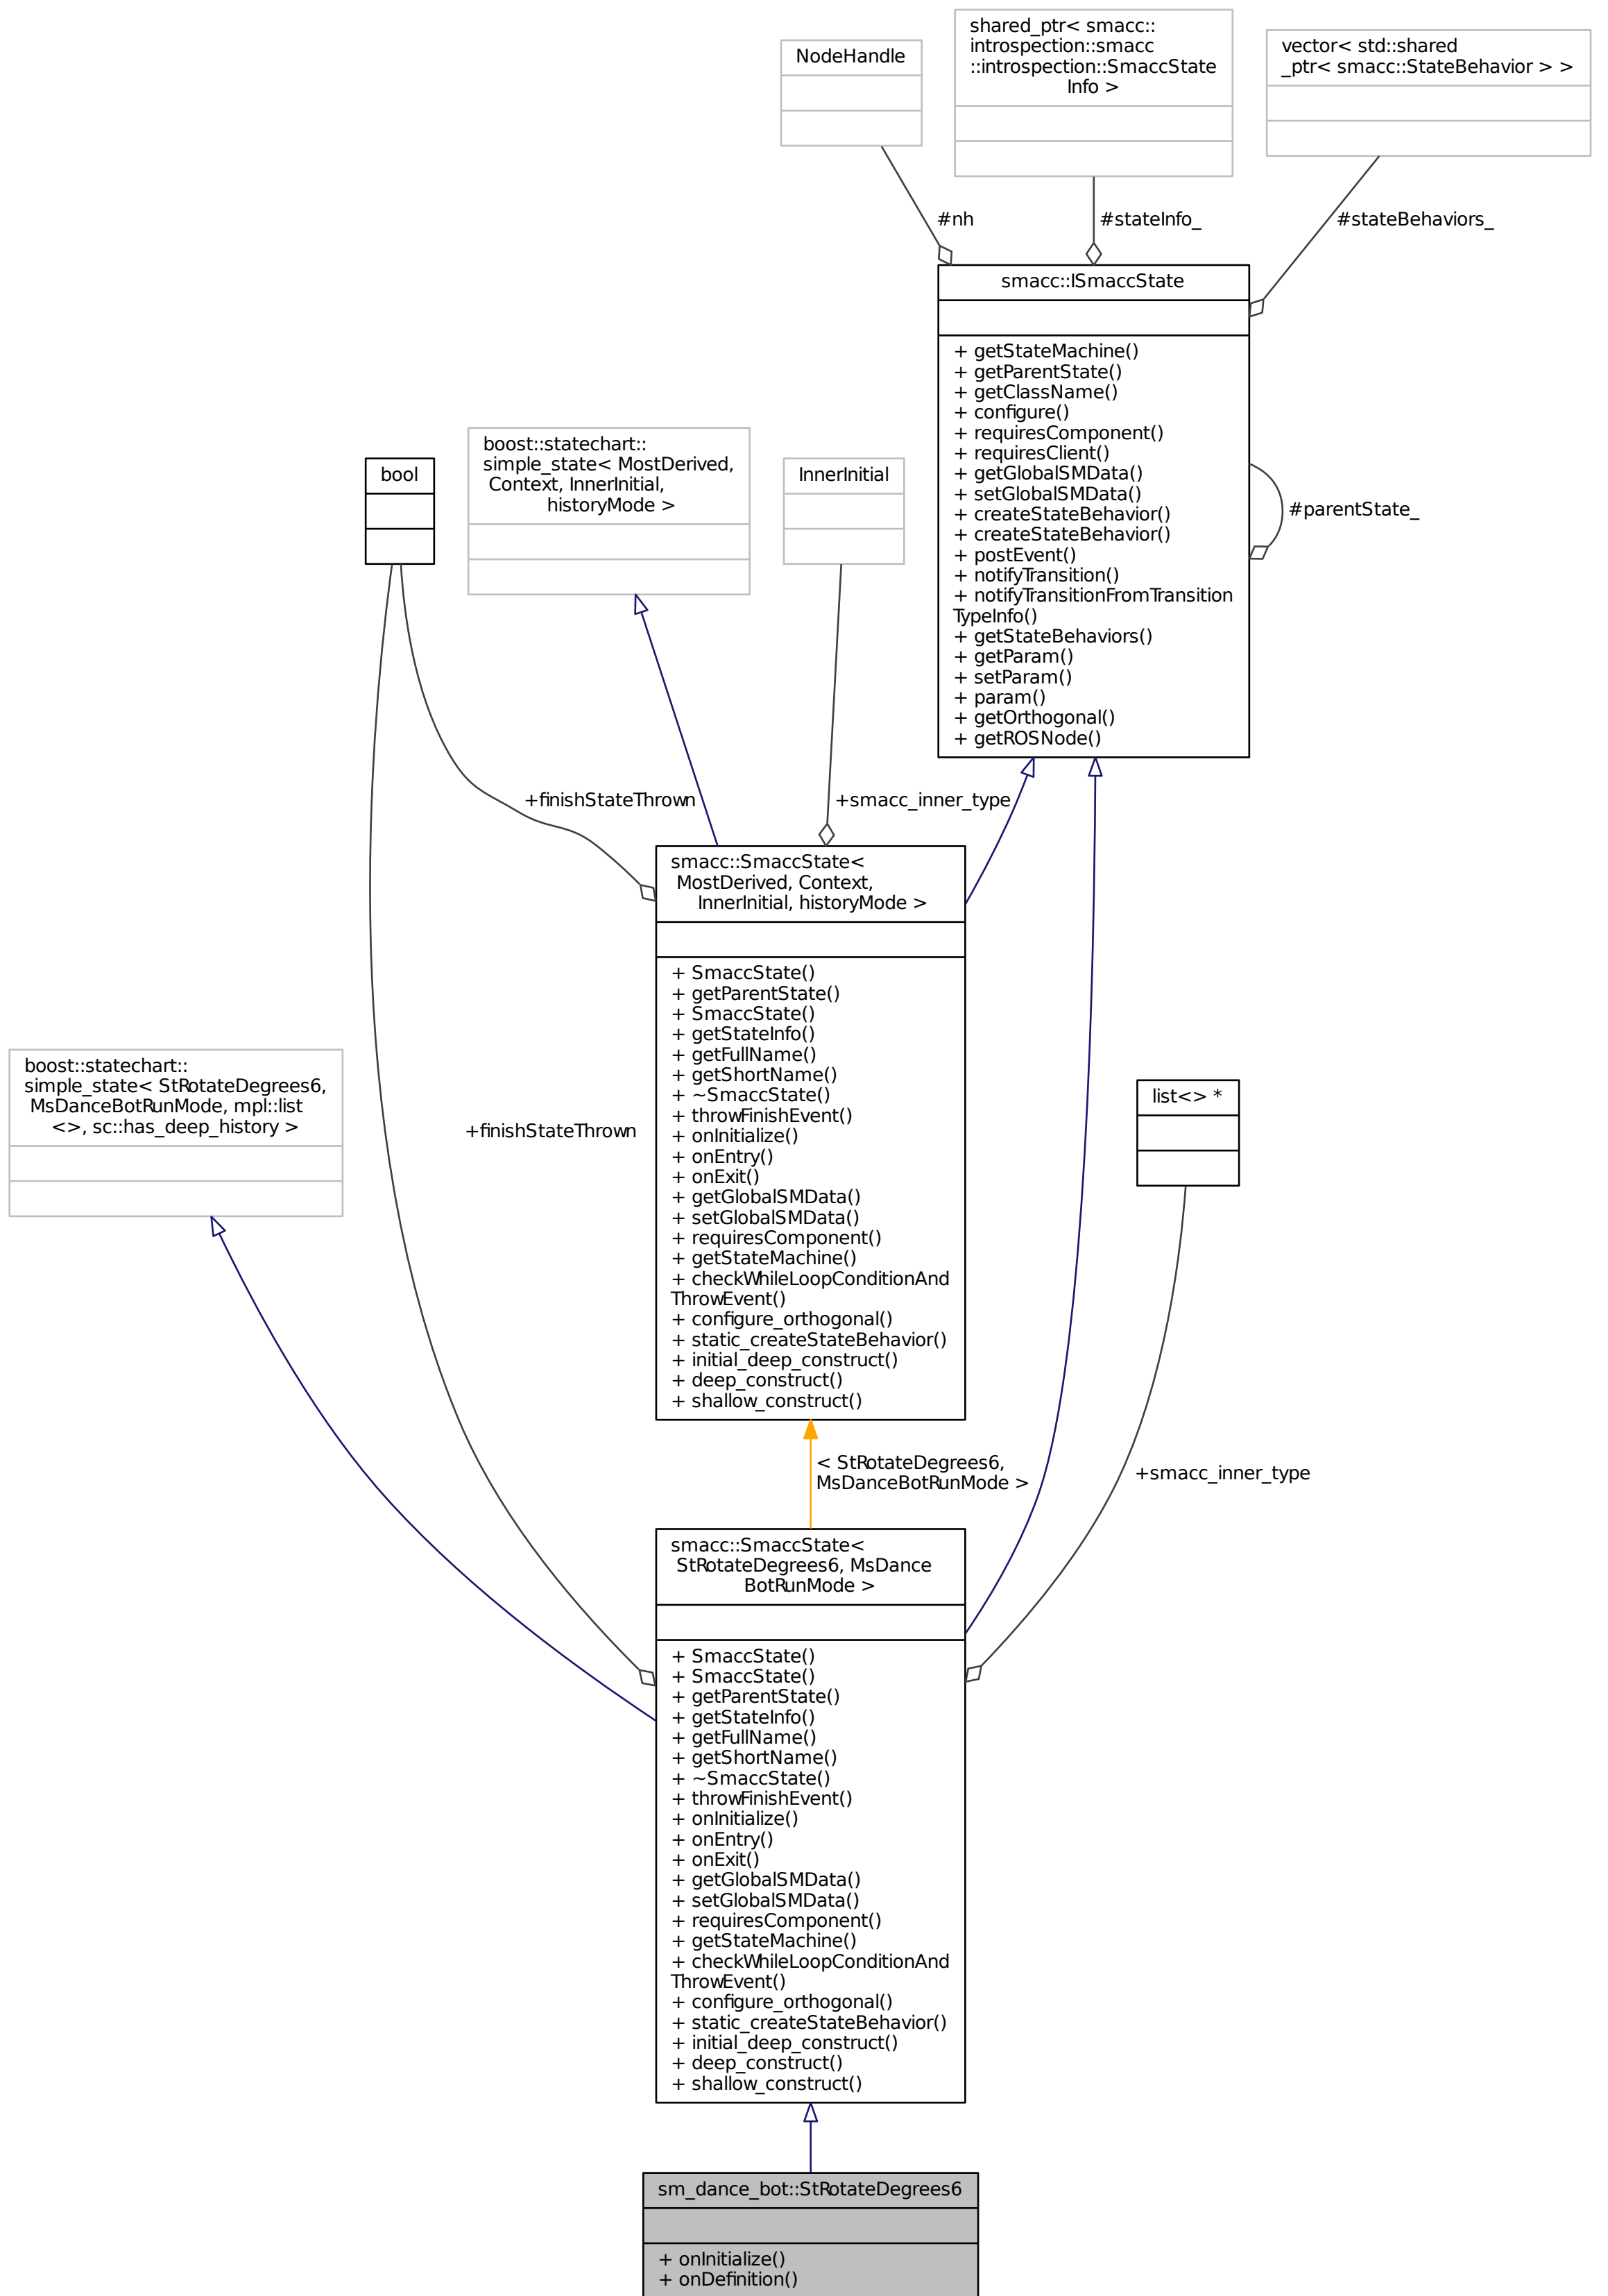 NodeHandle
shared_ptr< smacc::
introspection::smacc
::introspection::SmaccState
Info >
vector< std::shared
_ptr< smacc::StateBehavior > >
#nh
#stateInfo_
#stateBehaviors_
smacc::ISmaccState
+ getStateMachine()
+ getParentState()
+ getClassName()
+ configure()
+ requiresComponent()
+ requiresClient()
+ getGlobalSMData()
+ setGlobalSMData()
+ createStateBehavior()
+ createStateBehavior()
+ postEvent()
+ notifyTransition()
+ notifyTransitionFromTransition
TypeInfo()
+ getStateBehaviors()
+ getParam()
+ setParam()
+ param()
+ getOrthogonal()
+ getROSNode()
#parentState_
bool
boost::statechart::
simple_state< MostDerived,
Context, InnerInitial,
historyMode >
InnerInitial
+finishStateThrown
+smacc_inner_type
smacc::SmaccState<
MostDerived, Context,
InnerInitial, historyMode >
+ SmaccState()
+ getParentState()
+ SmaccState()
+ getStateInfo()
+ getFullName()
+ getShortName()
+ ~SmaccState()
+ throwFinishEvent()
+ onInitialize()
+ onEntry()
+ onExit()
+ getGlobalSMData()
+ setGlobalSMData()
+ requiresComponent()
+ getStateMachine()
+ checkWhileLoopConditionAnd
ThrowEvent()
+ configure_orthogonal()
+ static_createStateBehavior()
+ initial_deep_construct()
+ deep_construct()
+ shallow_construct()
boost::statechart::
simple_state< StRotateDegrees6,
MsDanceBotRunMode, mpl::list
<>, sc::has_deep_history >
+finishStateThrown
list<> *
< StRotateDegrees6,
MsDanceBotRunMode >
+smacc_inner_type
smacc::SmaccState<
StRotateDegrees6, MsDance
BotRunMode >
+ SmaccState()
+ SmaccState()
+ getParentState()
+ getStateInfo()
+ getFullName()
+ getShortName()
+ ~SmaccState()
+ throwFinishEvent()
+ onInitialize()
+ onEntry()
+ onExit()
+ getGlobalSMData()
+ setGlobalSMData()
+ requiresComponent()
+ getStateMachine()
+ checkWhileLoopConditionAnd
ThrowEvent()
+ configure_orthogonal()
+ static_createStateBehavior()
+ initial_deep_construct()
+ deep_construct()
+ shallow_construct()
sm_dance_bot::StRotateDegrees6
+ onInitialize()
+ onDefinition()